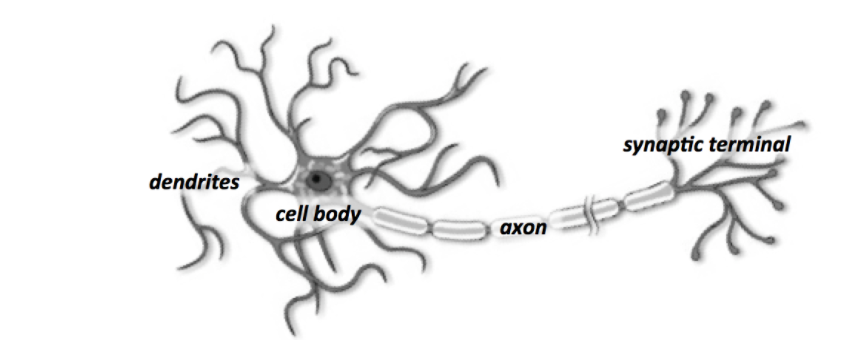 synaptic terminal
dendrites
cell body
axon